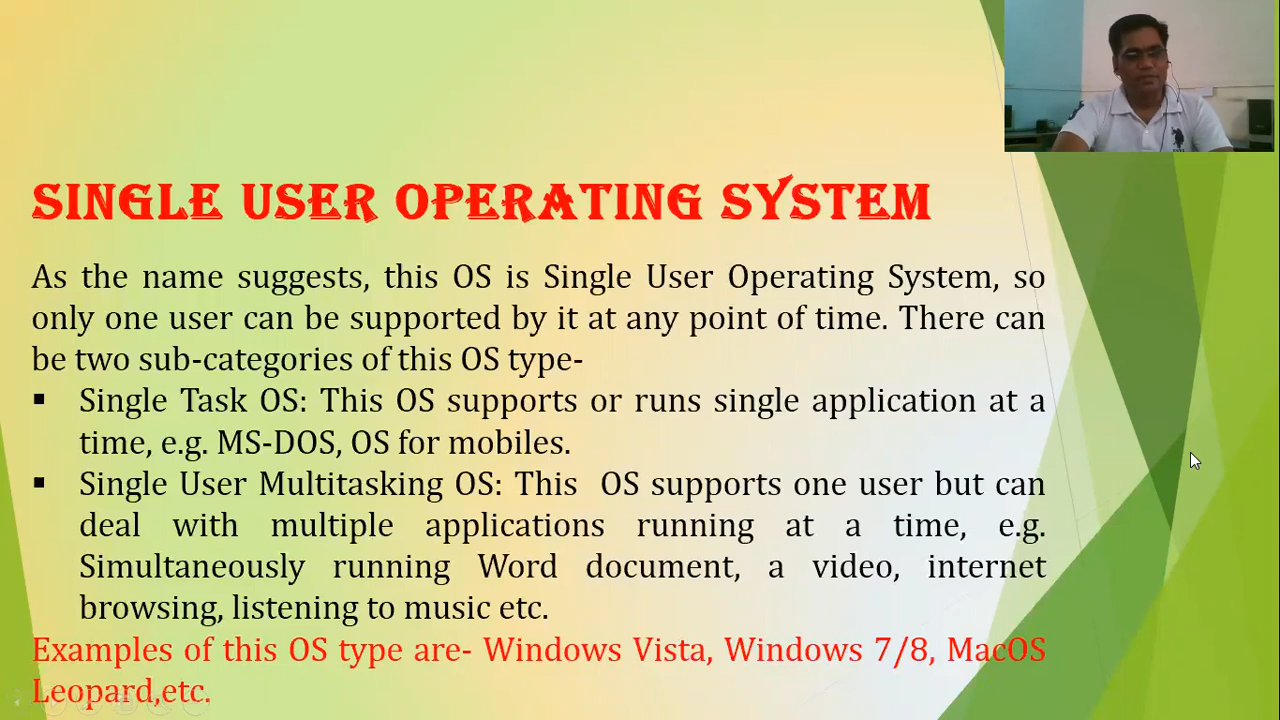 SINGLE USER OPERATING SYSTEM
As the name suggests, this OS is Single User Operating System, so
only one user can be supported by it at any point of time. There can
be two sub-categories of this OS type-
▪ Single Task OS: This OS supports or runs single application at a
time, e.g. MS-DOS, OS for mobiles.
▪ Single User Multitasking OS: This OS supports one user but can
deal with multiple applications running at a time, e.g.
Simultaneously running Word document, a video, internet
browsing, listening to music etc.
Examples of this OS type are- Windows Vista, Windows 7/8, MacOS
Leopard,etc.